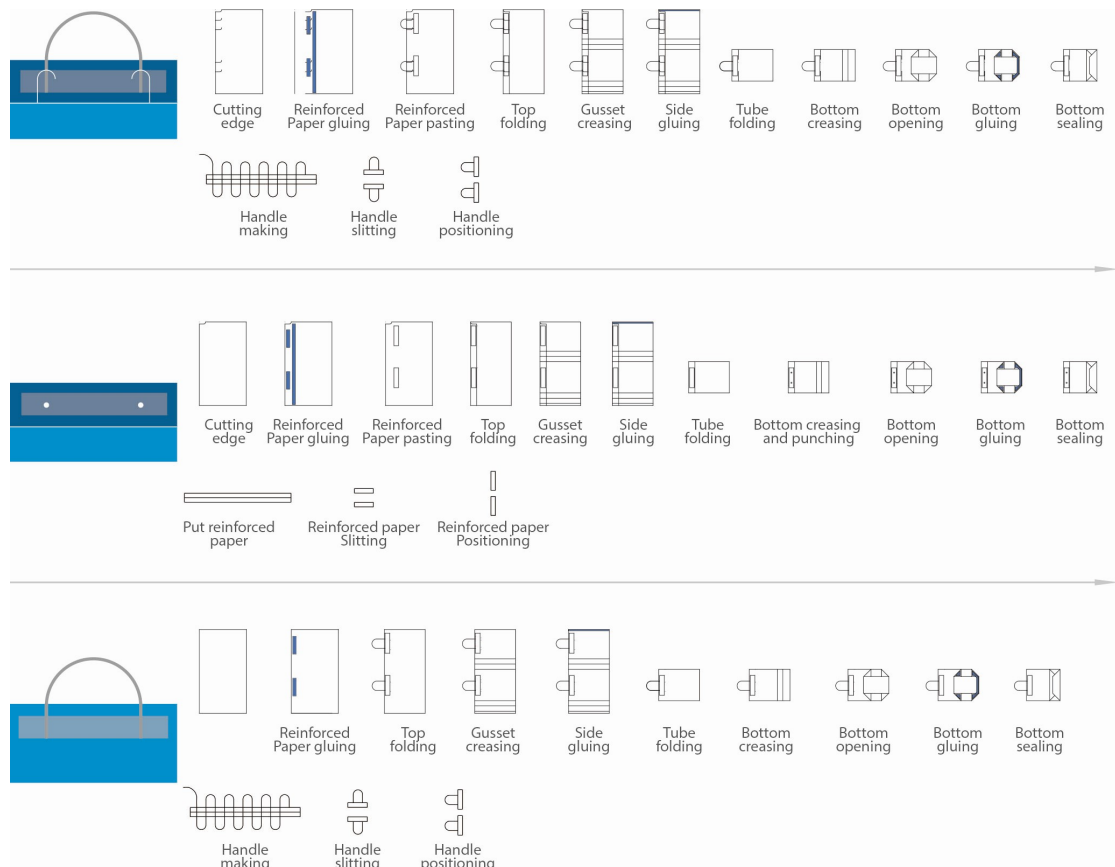 Cutting
edge
Reinforced
Paper gluing
Reinforced
Paper pasting
Top
folding
Gusset
creasing
Side
gluing
Tube
folding
Bottom
creasing
Bottom
opening
Bottom
gluing
Bottom
sealing
Handle
making
Handle
slitting
Handle
positioning
Cutting
edge
Reinforced
Paper gluing
Reinforced
Paper pasting
Top
folding
Gusset
creasing
Side
gluing
Tube
folding
Bottom creasing
and punching
Bottom
opening
Bottom
gluing
Bottom
sealing
Put reinforced
paper
Reinforced paper
Slitting
Reinforced paper
Positioning
Reinforced
Paper gluing
Top
folding
Gusset
creasing
Side
gluing
Tube
folding
Bottom
creasing
Bottom
opening
Bottom
gluing
Bottom
sealing
Handle
making
Handle
slitting
Handle
positioning